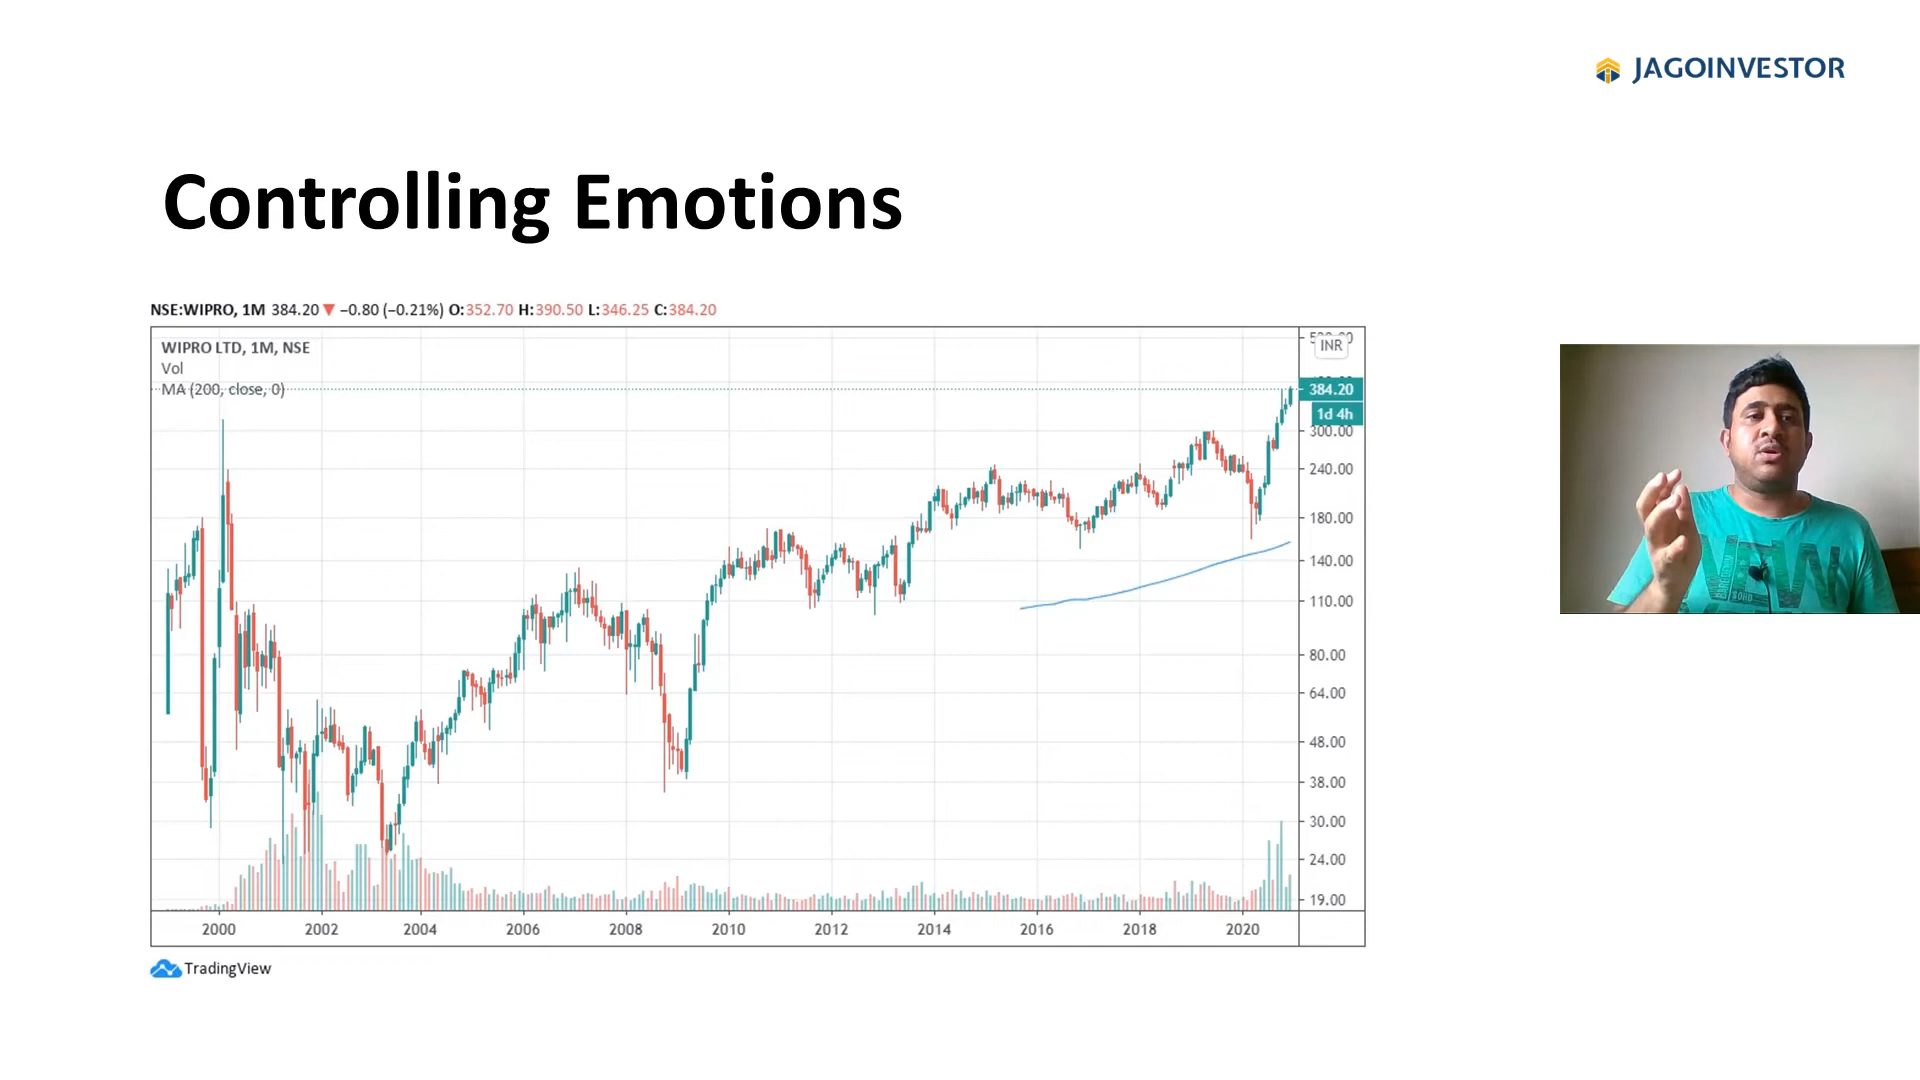 JAGOINVESTOR
Controlling Emotions
NSE:WIPRO, 1M 384.20 ▼ −0.80 (−0.21%) O:352.70 H:390.50 L:346.25 C:384.20
WIPRO LTD, 1M, NSE
Vol
MA (200, close, 0)
INR
384.20
1d 4h
300.00
240.00
180.00
140.00
110.00
80.00
64.00
48.00
38.00
30.00
24.00
19.00
2000 2002 2004 2006 2008 2010 2012 2014 2016 2018 2020
TradingView